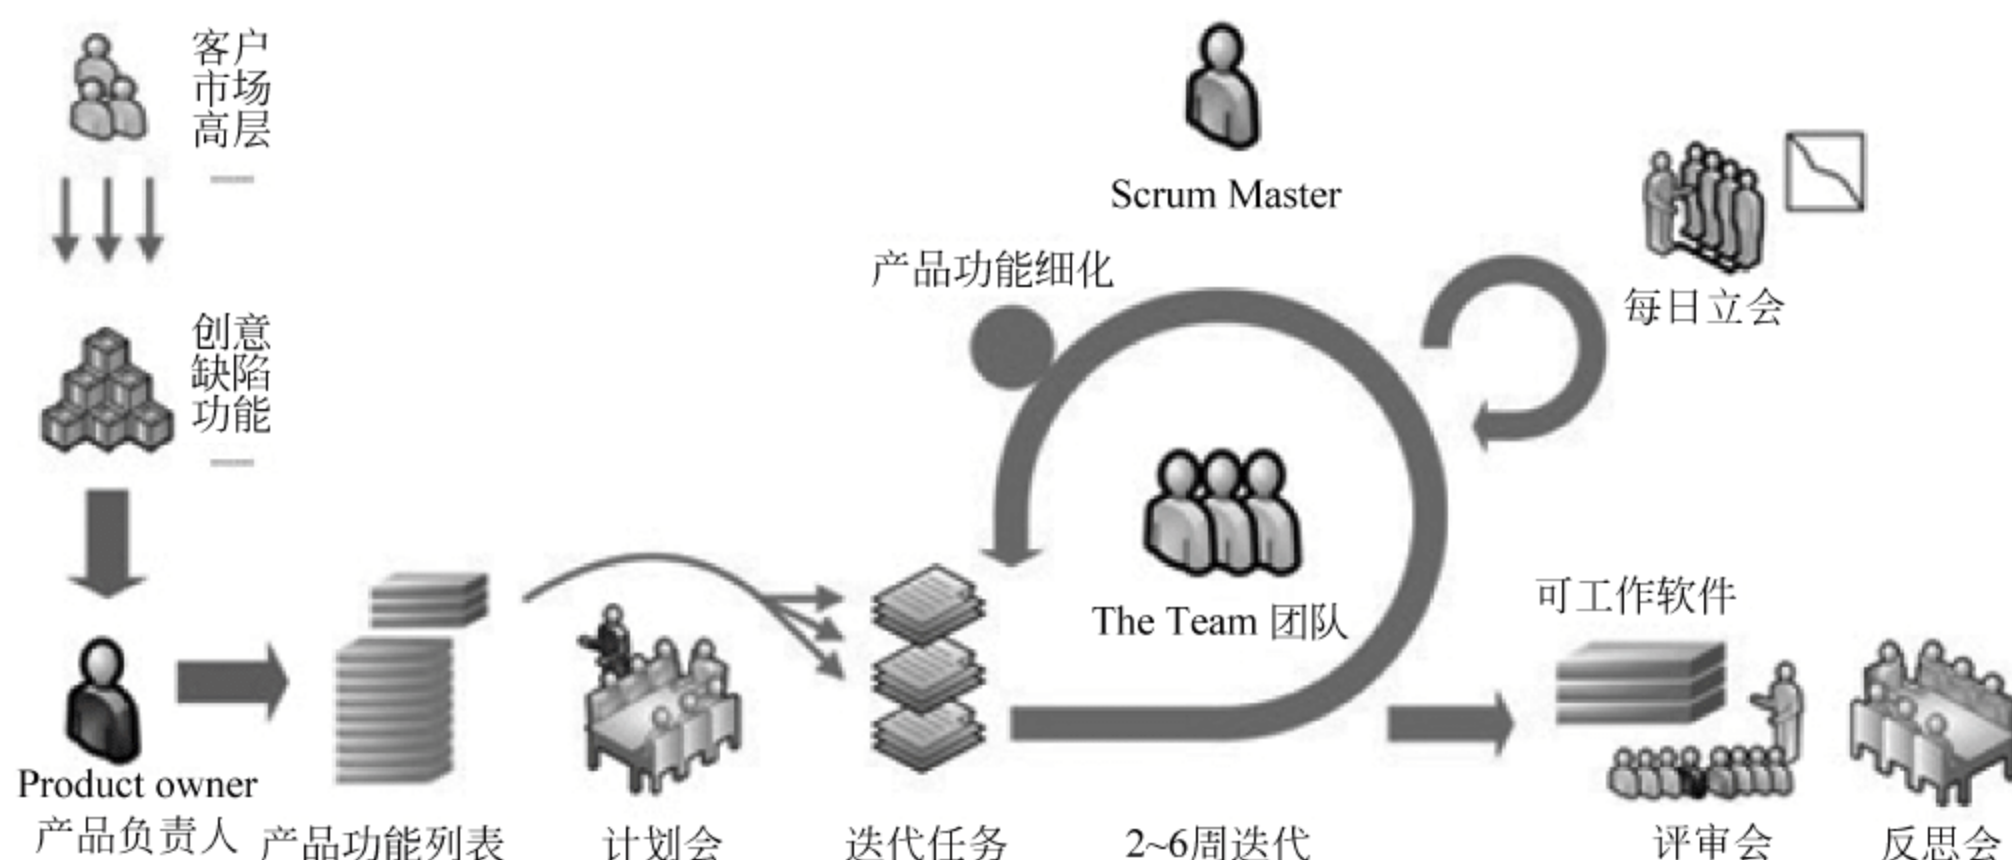 客户
市场
高层
......
创意
缺陷
功能
......
Product owner
产品负责人
产品功能列表
计划会
迭代任务
产品功能细化
Scrum Master
The Team 团队
2~6周迭代
每日立会
可工作软件
评审会
反思会